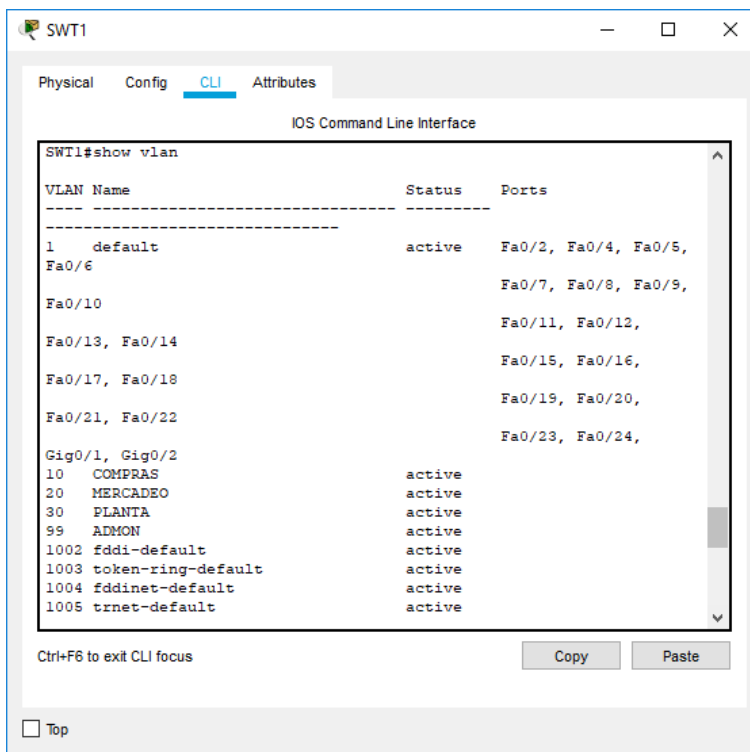 SWT1
Physical Config CLI Attributes
IOS Command Line Interface
SWT1#show vlan
VLAN Name                             Status    Ports
---- -------------------------------- ---------
-------------------------------
1    default                          active    Fa0/2, Fa0/4, Fa0/5,
Fa0/6
                                                Fa0/7, Fa0/8, Fa0/9,
Fa0/10
                                                Fa0/11, Fa0/12,
Fa0/13, Fa0/14
                                                Fa0/15, Fa0/16,
Fa0/17, Fa0/18
                                                Fa0/19, Fa0/20,
Fa0/21, Fa0/22
                                                Fa0/23, Fa0/24,
Gig0/1, Gig0/2
10   COMPRAS                          active
20   MERCADEO                         active
30   PLANTA                           active
99   ADMON                            active
1002 fddi-default                     active
1003 token-ring-default               active
1004 fddinet-default                  active
1005 trnet-default                    active
Ctrl+F6 to exit CLI focus Copy Paste
Top